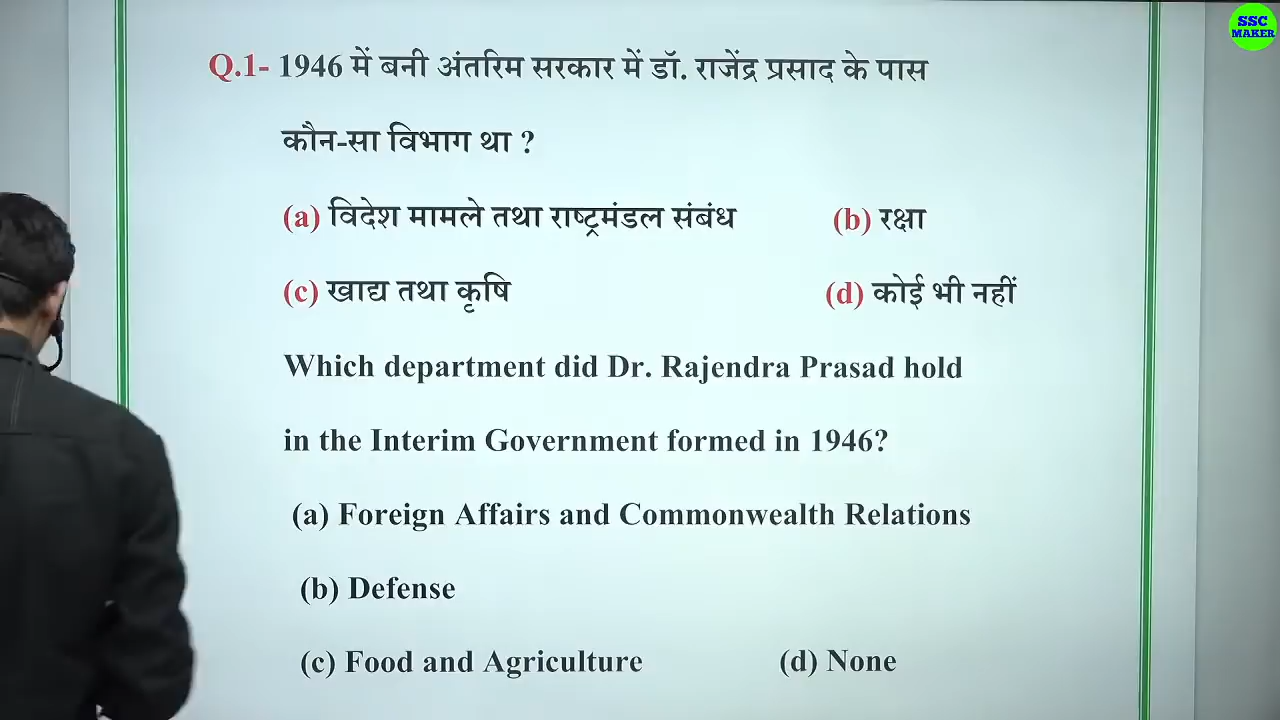 SSC
MAKER
Q.1- 1946 में बनी अंतरिम सरकार में डॉ. राजेंद्र प्रसाद के पास
कौन-सा विभाग था ?
(a) विदेश मामले तथा राष्ट्रमंडल संबंध (b) रक्षा
(c) खाद्य तथा कृषि (d) कोई भी नहीं
Which department did Dr. Rajendra Prasad hold
in the Interim Government formed in 1946?
(a) Foreign Affairs and Commonwealth Relations
(b) Defense
(c) Food and Agriculture (d) None